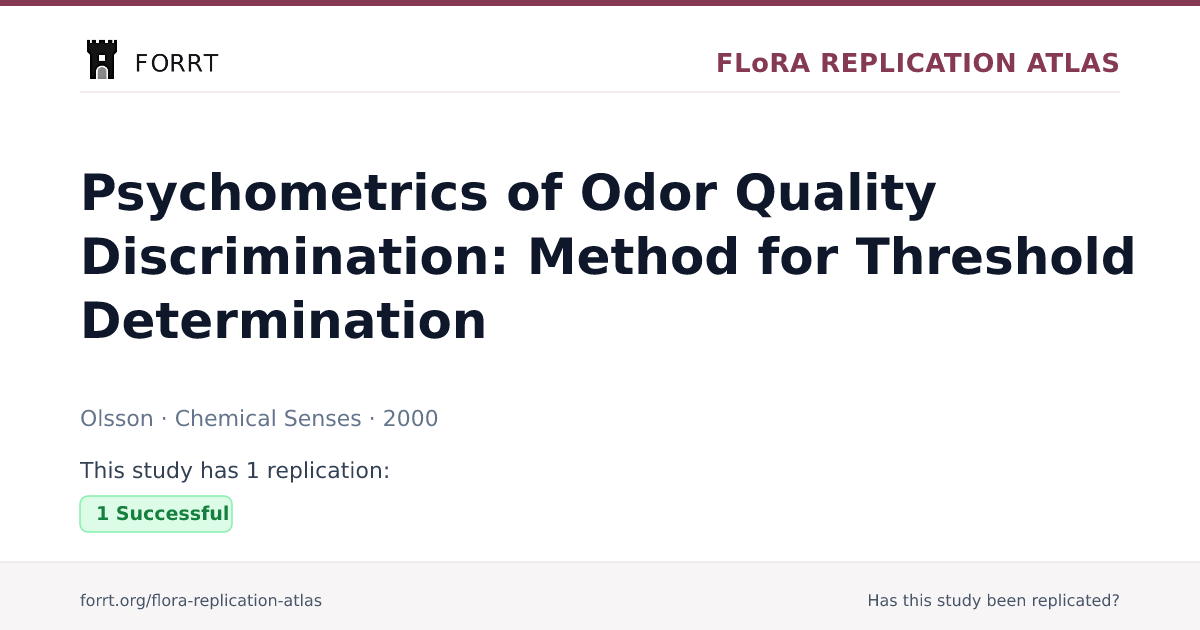 FORRT
FLoRA REPLICATION ATLAS
Psychometrics of Odor Quality
Discrimination: Method for Threshold
Determination
Olsson · Chemical Senses · 2000
This study has 1 replication:
1 Successful
forrt.org/flora-replication-atlas
Has this study been replicated?